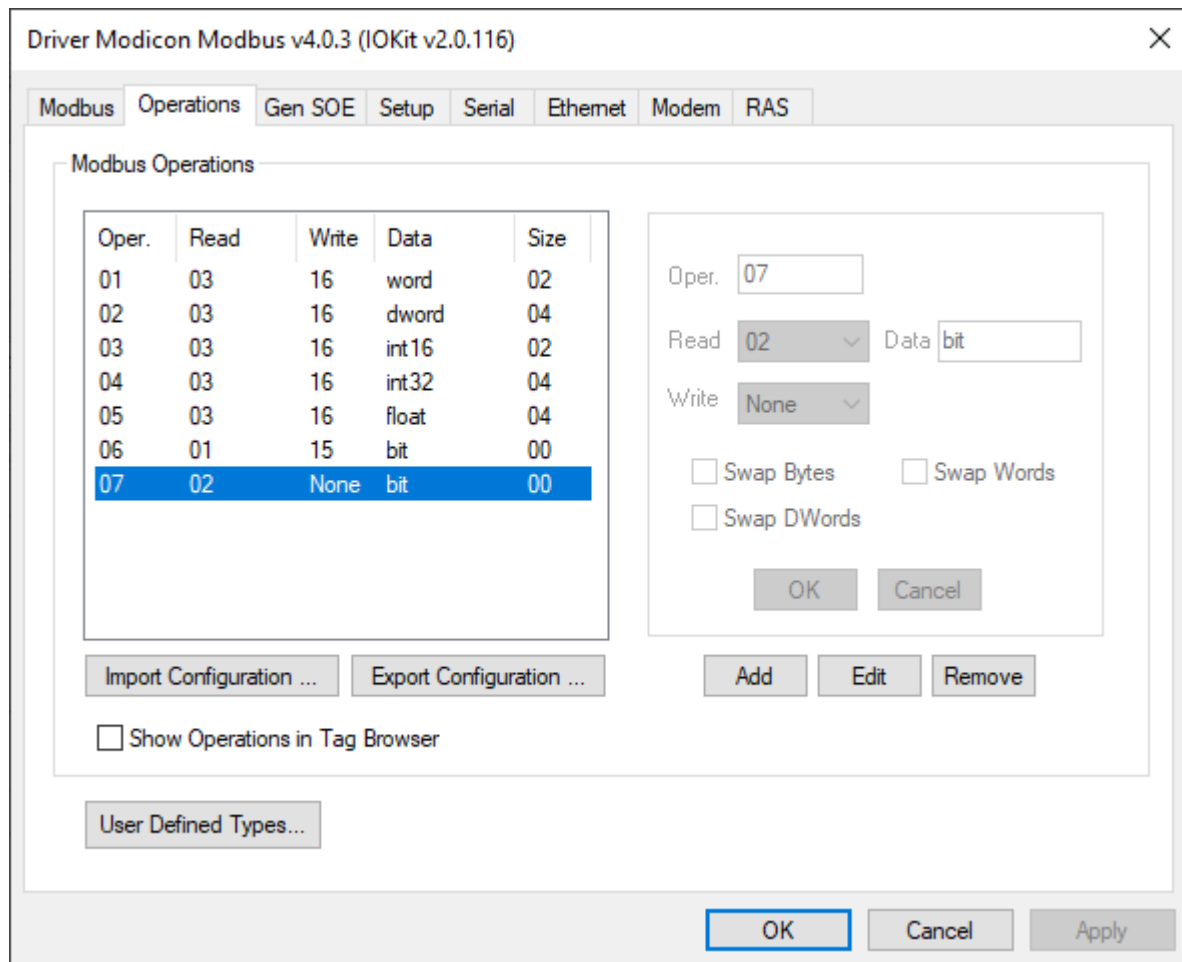 Driver Modicon Modbus v4.0.3 (IOKit v2.0.116)
Modbus Operations Gen SOE Setup Serial Ethernet Modem RAS
Modbus Operations
Oper. Read Write Data Size
01 03 16 word 02
02 03 16 dword 04
03 03 16 int16 02
04 03 16 int32 04
05 03 16 float 04
06 01 15 bit 00
07 02 None bit 00
Oper. 07
Read 02 Data bit
Write None
Swap Bytes Swap Words
Swap DWords
OK Cancel
Import Configuration ... Export Configuration ... Add Edit Remove
Show Operations in Tag Browser
User Defined Types...
OK Cancel Apply